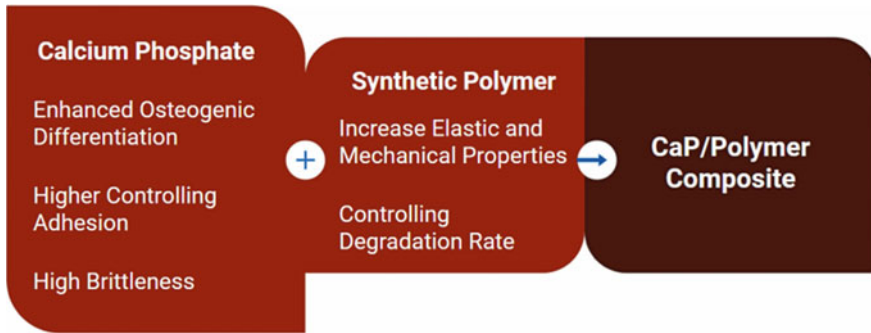 Calcium Phosphate
Enhanced Osteogenic
Differentiation
Higher Controlling
Adhesion
High Brittleness
+
Synthetic Polymer
Increase Elastic and
Mechanical Properties
Controlling
Degradation Rate
→
CaP/Polymer
Composite